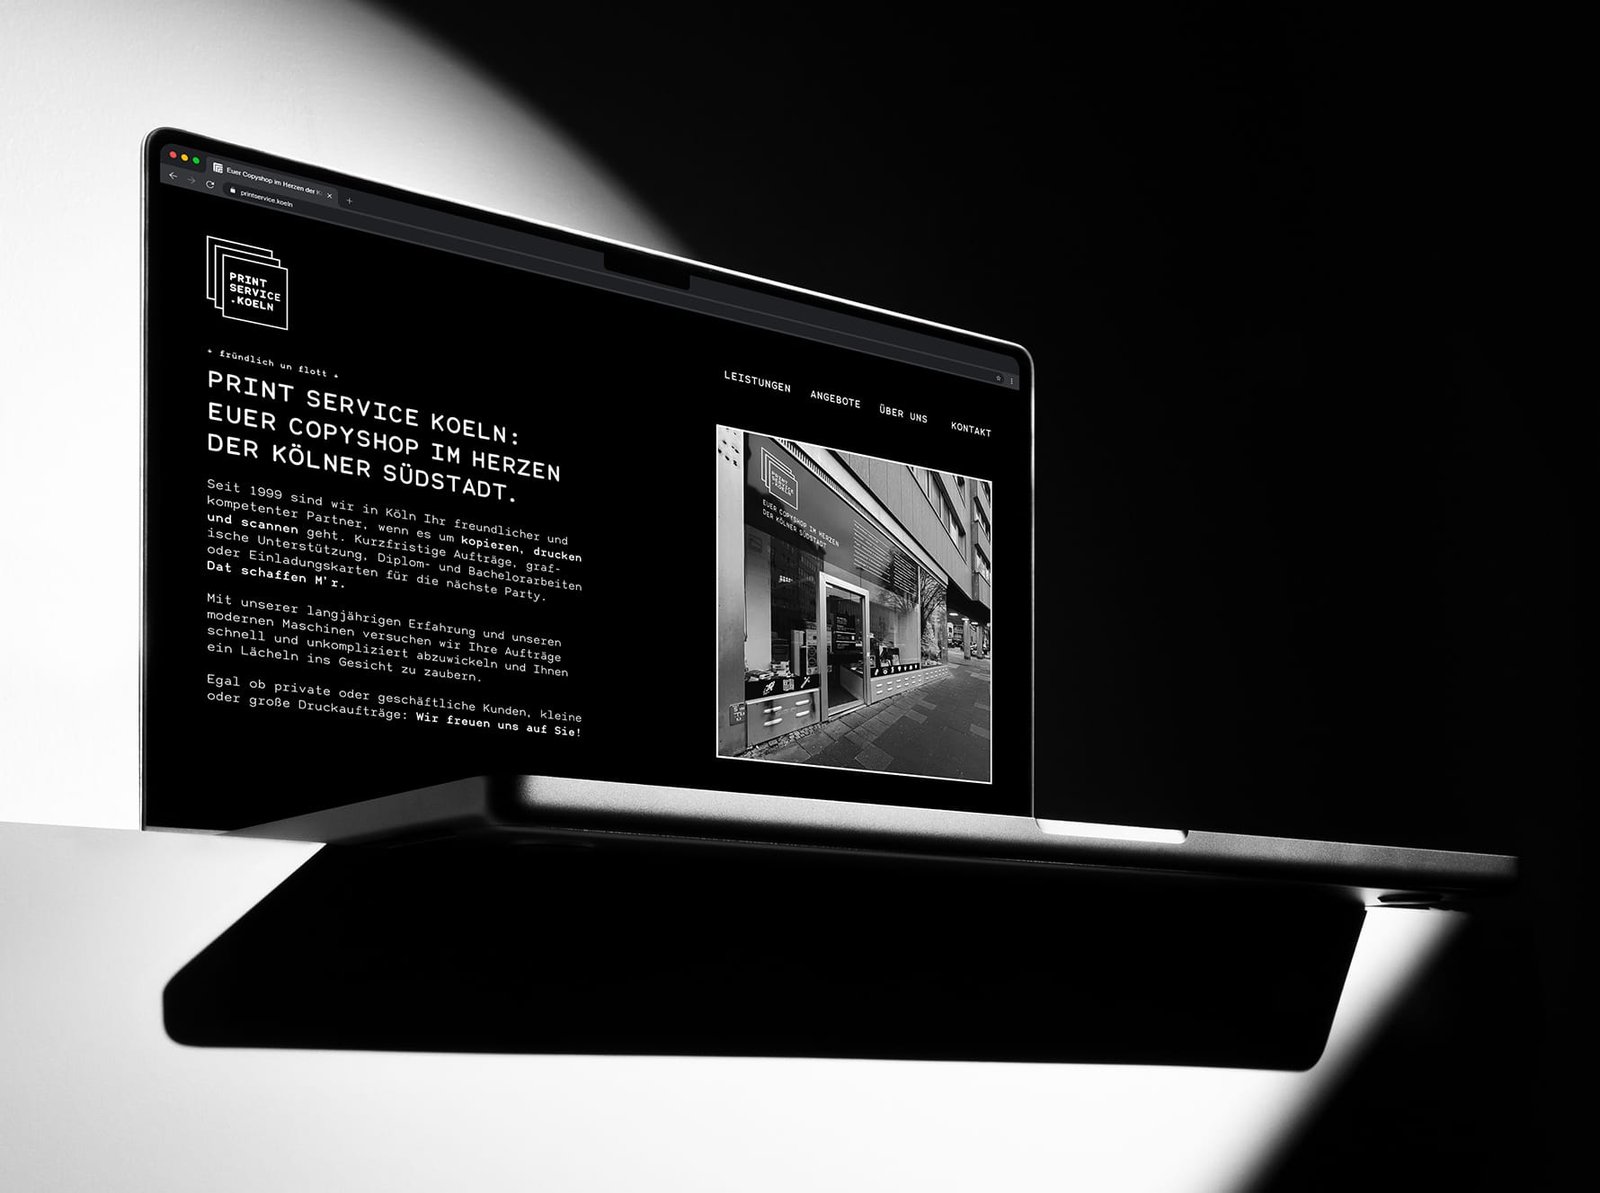 Euer Copyshop im Herzen der K
printservice.koeln
PRINT
SERVICE
.KOELN
+ fründlich un flott +
PRINT SERVICE KOELN:
EUER COPYSHOP IM HERZEN
DER KÖLNER SÜDSTADT.
Seit 1999 sind wir in Köln Ihr freundlicher und
kompetenter Partner, wenn es um kopieren, drucken
und scannen geht. Kurzfristige Aufträge, graf-
ische Unterstützung, Diplom- und Bachelorarbeiten
oder Einladungskarten für die nächste Party.
Dat schaffen M'r.
Mit unserer langjährigen Erfahrung und unseren
modernen Maschinen versuchen wir Ihre Aufträge
schnell und unkompliziert abzuwickeln und Ihnen
ein Lächeln ins Gesicht zu zaubern.
Egal ob private oder geschäftliche Kunden, kleine
oder große Druckaufträge: Wir freuen uns auf Sie!
LEISTUNGEN
ANGEBOTE
ÜBER UNS
KONTAKT
PRINT
SERVICE
.KOELN
EUER COPYSHOP IM HERZEN
DER KÖLNER SÜDSTADT